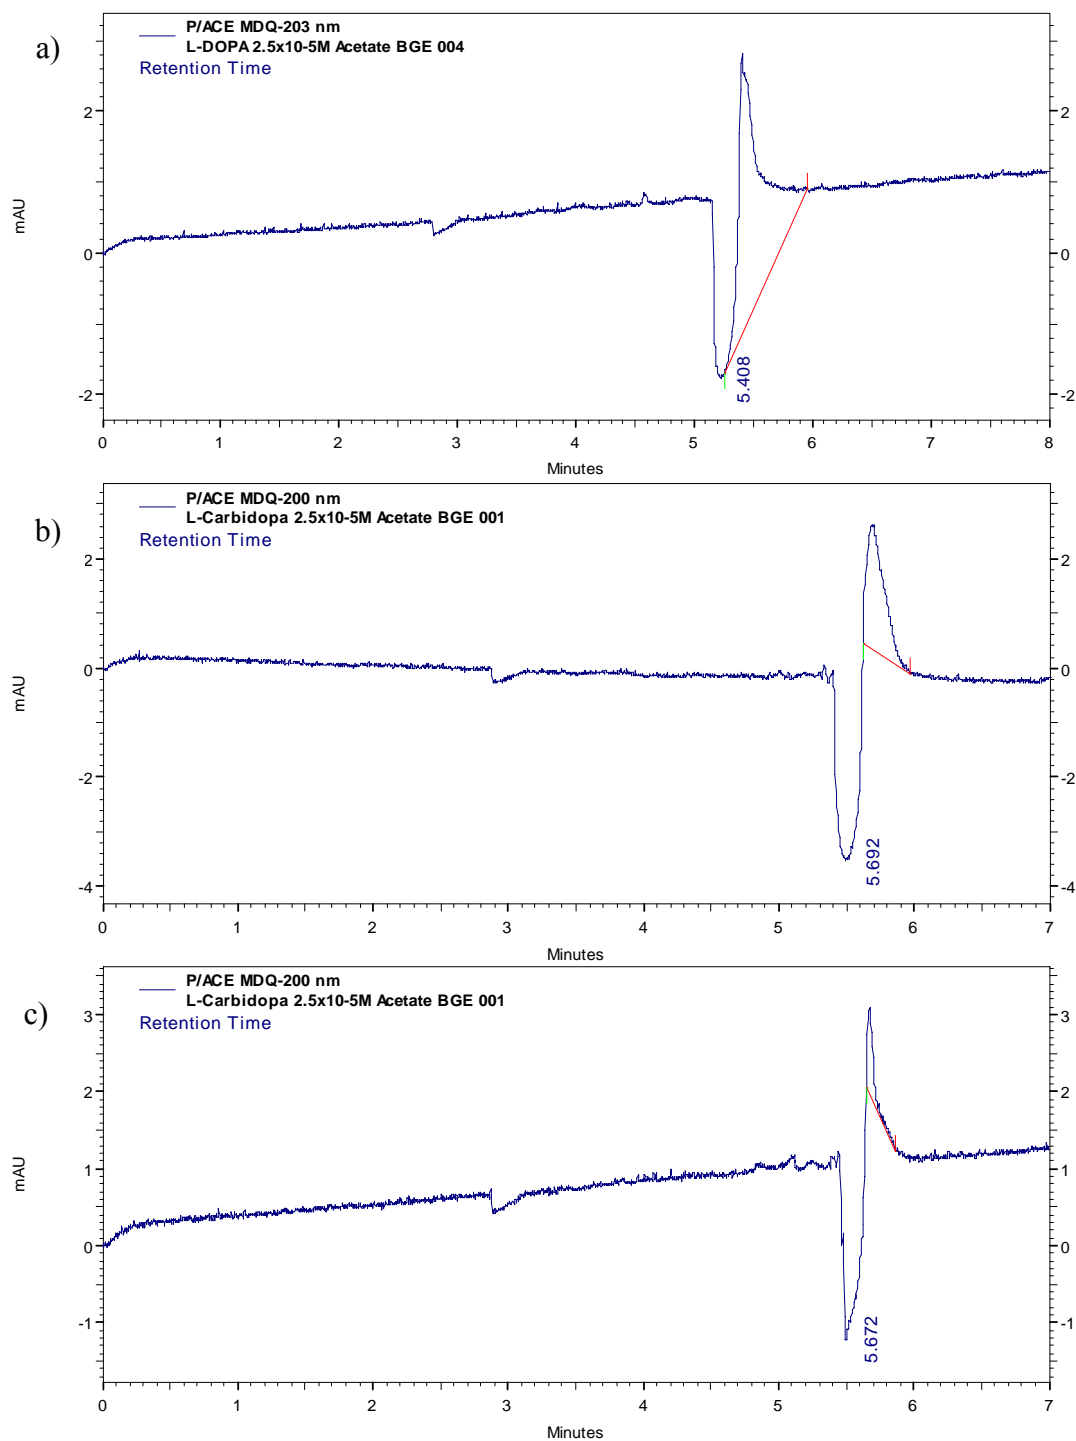 a)
P/ACE MDQ-203 nm
L-DOPA 2.5x10-5M Acetate BGE 004
Retention Time
mAU
2
0
-2
2
0
-2
5.408
0 1 2 3 4 5 6 7 8
Minutes
b)
P/ACE MDQ-200 nm
L-Carbidopa 2.5x10-5M Acetate BGE 001
Retention Time
mAU
2
0
-2
-4
2
0
-2
-4
5.692
0 1 2 3 4 5 6 7
Minutes
c)
P/ACE MDQ-200 nm
L-Carbidopa 2.5x10-5M Acetate BGE 001
Retention Time
mAU
3
2
1
0
-1
3
2
1
0
-1
5.672
0 1 2 3 4 5 6 7
Minutes